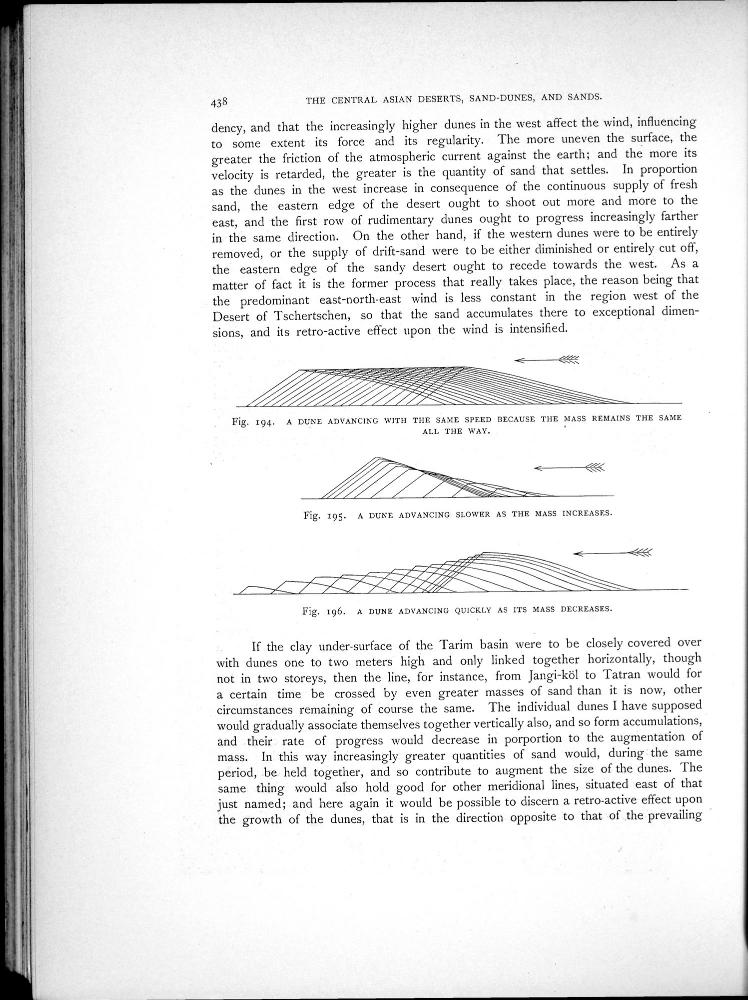 438
THE CENTRAL ASIAN DESERTS, SAND-DUNES, AND SANDS.
dency, and that the increasingly higher dunes in the west affect the wind, influencing
to some extent its force and its regularity. The more uneven the surface, the
greater the friction of the atmospheric current against the earth; and the more its
velocity is retarded, the greater is the quantity of sand that settles. In proportion
as the dunes in the west increase in consequence of the continuous supply of fresh
sand, the eastern edge of the desert ought to shoot out more and more to the
east, and the first row of rudimentary dunes ought to progress increasingly farther
in the same direction. On the other hand, if the western dunes were to be entirely
removed, or the supply of drift-sand were to be either diminished or entirely cut off,
the eastern edge of the sandy desert ought to recede towards the west. As a
matter of fact it is the former process that really takes place, the reason being that
the predominant east-north-east wind is less constant in the region west of the
Desert of Tschertschen, so that the sand accumulates there to exceptional dimen-
sions, and its retro-active effect upon the wind is intensified.
Fig. 194. A DUNE ADVANCING WITH THE SAME SPEED BECAUSE THE MASS REMAINS THE SAME
ALL THE WAY.
Fig. 195. A DUNE ADVANCING SLOWER AS THE MASS INCREASES.
Fig. 196. A DUNE ADVANCING QUICKLY AS ITS MASS DECREASES.
If the clay under-surface of the Tarim basin were to be closely covered over
with dunes one to two meters high and only linked together horizontally, though
not in two storeys, then the line, for instance, from Jangi-köl to Tatran would for
a certain time be crossed by even greater masses of sand than it is now, other
circumstances remaining of course the same. The individual dunes I have supposed
would gradually associate themselves together vertically also, and so form accumulations,
and their rate of progress would decrease in porportion to the augmentation of
mass. In this way increasingly greater quantities of sand would, during the same
period, be held together, and so contribute to augment the size of the dunes. The
same thing would also hold good for other meridional lines, situated east of that
just named; and here again it would be possible to discern a retro-active effect upon
the growth of the dunes, that is in the direction opposite to that of the prevailing